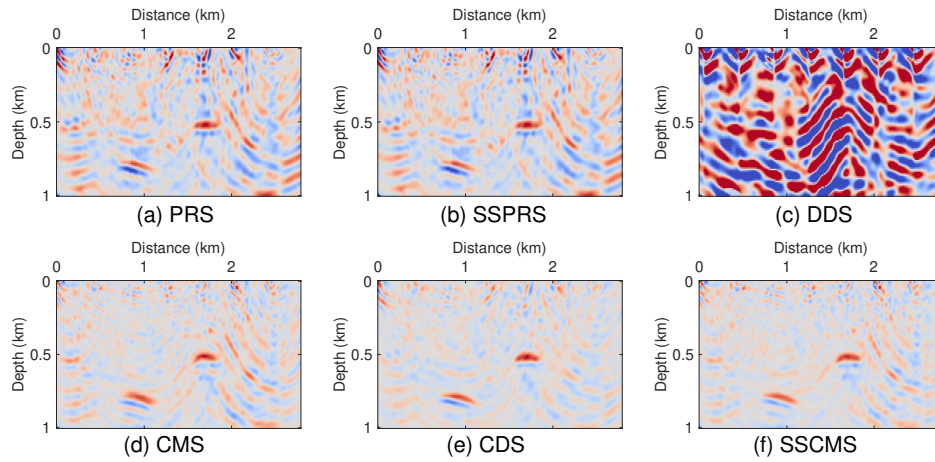 Distance (km)
0 1 2
Depth (km)
0
0.5
1
(a) PRS
Distance (km)
0 1 2
Depth (km)
0
0.5
1
(b) SSPRS
Distance (km)
0 1 2
Depth (km)
0
0.5
1
(c) DDS
Distance (km)
0 1 2
Depth (km)
0
0.5
1
(d) CMS
Distance (km)
0 1 2
Depth (km)
0
0.5
1
(e) CDS
Distance (km)
0 1 2
Depth (km)
0
0.5
1
(f) SSCMS